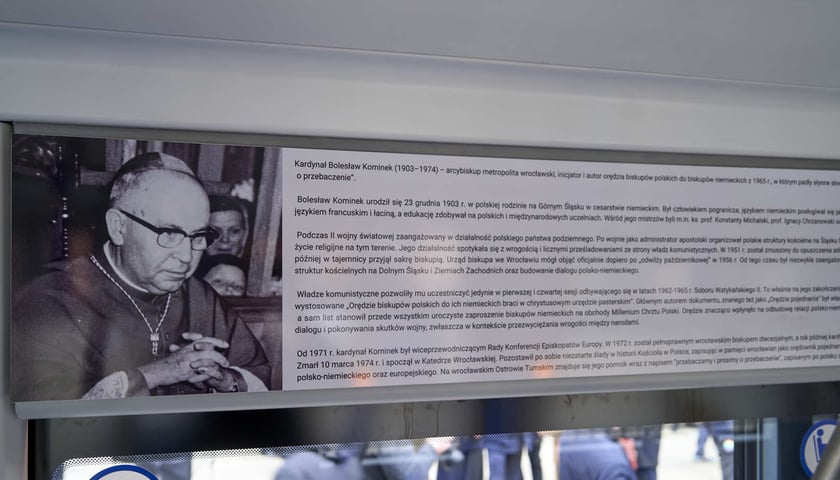 Kardynał Bolesław Kominek (1903–1974) – arcybiskup metropolita wrocławski, inicjator i autor orędzia biskupów polskich do biskupów niemieckich z 1965 r., w którym padły słynne
o przebaczenie”.
Bolesław Kominek urodził się 23 grudnia 1903 r. w polskiej rodzinie na Górnym Śląsku w cesarstwie niemieckim. Był człowiekiem pogranicza, językiem niemieckim posługiwał się
językiem francuskim i łaciną, a edukację zdobywał na polskich i międzynarodowych uczelniach. Wśród jego mistrzów byli m.in. ks. prof. Konstanty Michalski, prof. Ignacy Chrzanowski
Podczas II wojny światowej zaangażowany w działalność polskiego państwa podziemnego. Po wojnie jako administrator apostolski organizował polskie struktury kościelne na Śląsku
życie religijne na tym terenie. Jego działalność spotykała się z wrogością i licznymi prześladowaniami ze strony władz komunistycznych. W 1951 r. został zmuszony do opuszczenia
później w tajemnicy przyjął sakrę biskupią. Urząd biskupa we Wrocławiu mógł objąć oficjalnie dopiero po „odwilży październikowej” w 1956 r. Od tego czasu był niezwykle
struktur kościelnych na Dolnym Śląsku i Ziemiach Zachodnich oraz budowanie dialogu polsko-niemieckiego.
Władze komunistyczne pozwoliły mu uczestniczyć jedynie w pierwszej i czwartej sesji odbywającego się w latach 1962-1965 r. Soboru Watykańskiego II. To właśnie na jego
wystosowane „Orędzie biskupów polskich do ich niemieckich braci w chrystusowym urzędzie pasterskim”. Głównym autorem dokumentu, znanego też jako „Orędzie pojednania” był
a sam list stanowił przede wszystkim uroczyste zaproszenie biskupów niemieckich na obchody Millenium Chrztu Polski. Orędzie znacząco wpłynęło na odbudowę relacji
dialogu i pokonywania skutków wojny, zwłaszcza w kontekście przezwyciężania wrogości między narodami.
Od 1971 r. kardynał Kominek był wiceprzewodniczącym Rady Konferencji Episkopatów Europy. W 1972 r. został pełnoprawnym wrocławskim biskupem diecezjalnym, a rok później
Zmarł 10 marca 1974 r. i spoczął w Katedrze Wrocławskiej. Pozostawił po sobie niezatarte ślady w historii Kościoła w Polsce, zapisując w pamięci wrocławian jako orędownik
polsko-niemieckiego oraz europejskiego. Na wrocławskim Ostrowie Tumskim znajduje się jego pomnik wraz z napisem “przebaczamy i prosimy o przebaczenie”, zapisanym po polsku